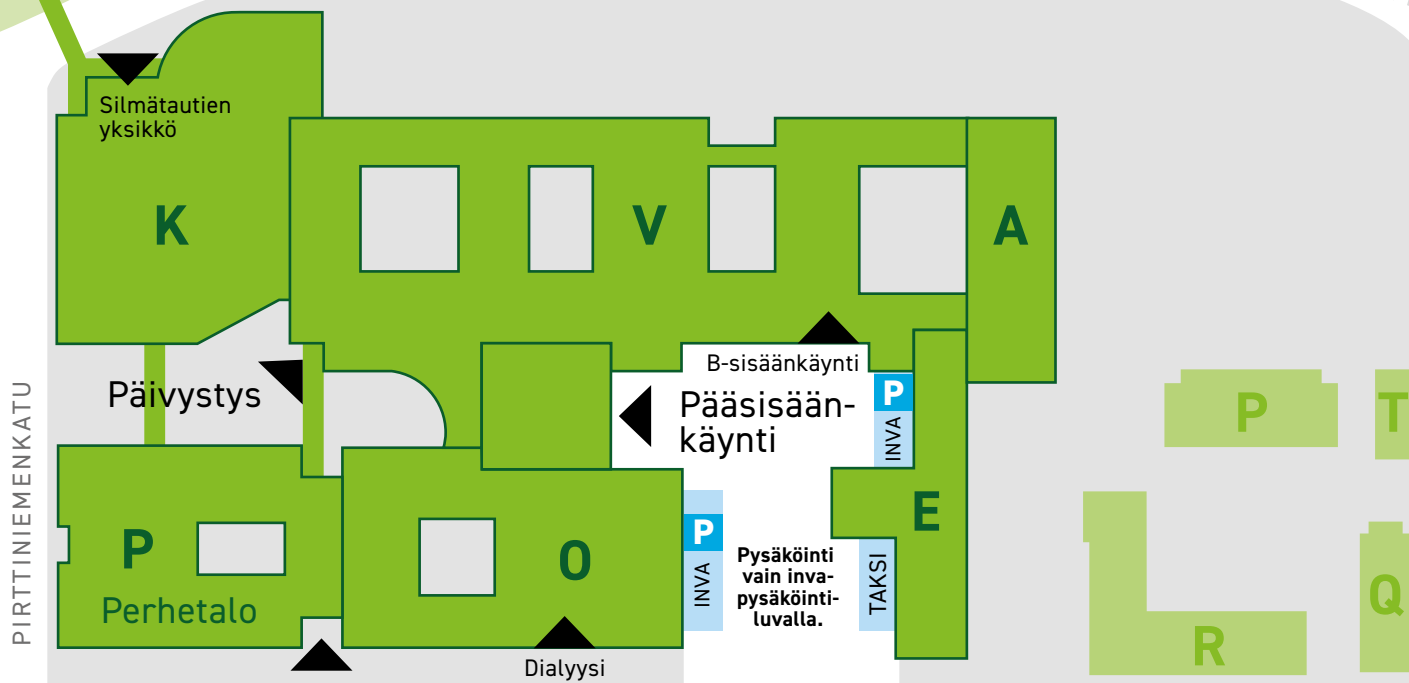 Silmätautien
yksikkö
K
V
A
B-sisäänkäynti
Päivystys
Pääsisään-
käynti
P
INVA
PIRTTINIEMENKATU
P
T
P
Perhetalo
O
P
INVA
Pysäköinti
vain inva-
pysäköinti-
luvalla.
TAKSI
E
Dialyysi
R
Q